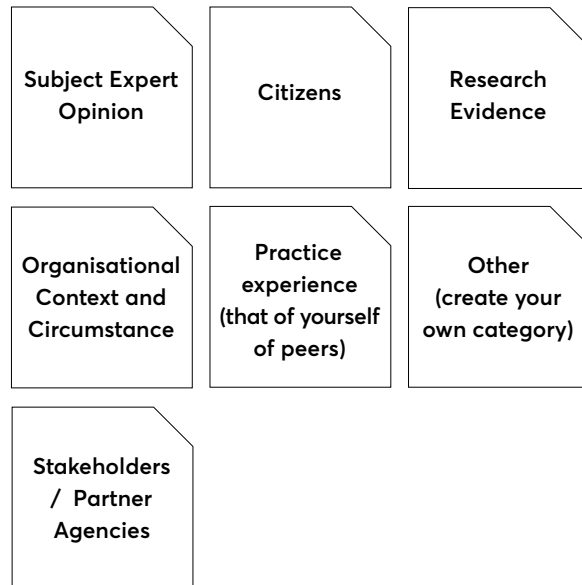 Subject Expert
Opinion
Citizens
Research
Evidence
Organisational
Context and
Circumstance
Practice
experience
(that of yourself
of peers)
Other
(create your
own category)
Stakeholders
/ Partner
Agencies